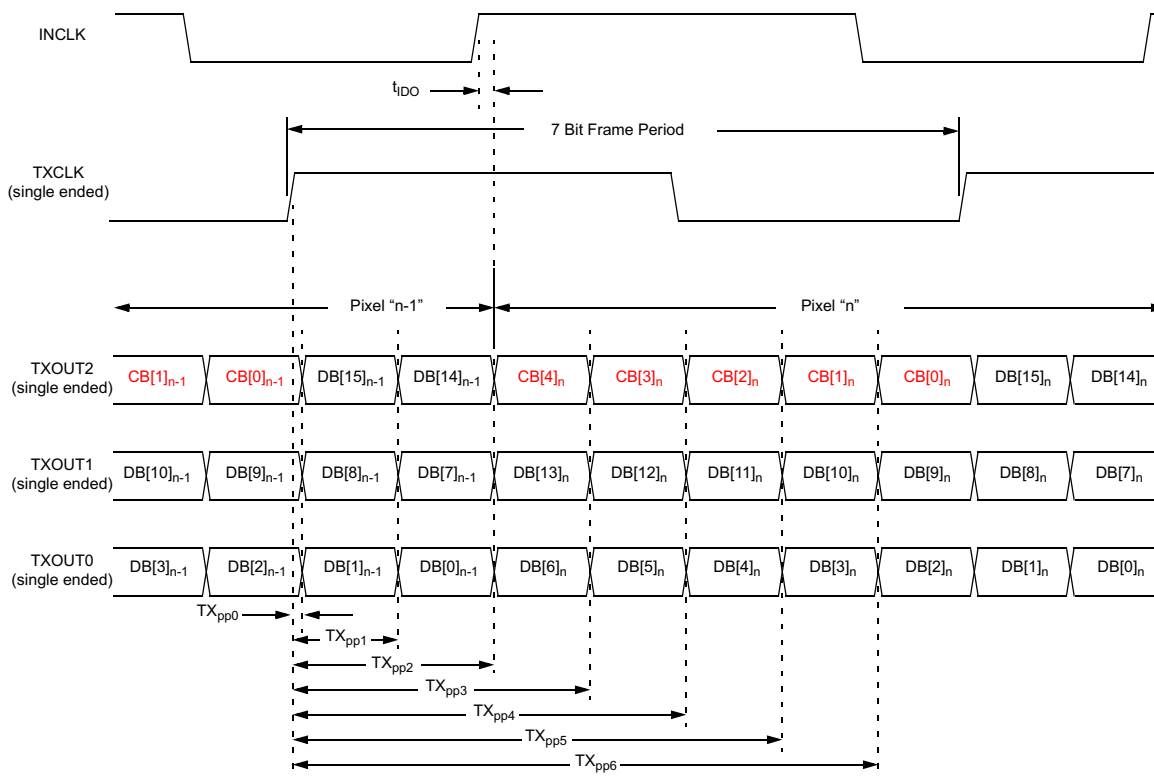 INCLK
tIDO
7 Bit Frame Period
TXCLK
(single ended)
Pixel “n-1” Pixel “n”
TXOUT2
(single ended)
CB[1]n-1 CB[0]n-1 DB[15]n-1 DB[14]n-1 CB[4]n CB[3]n CB[2]n CB[1]n CB[0]n DB[15]n DB[14]n
TXOUT1
(single ended)
DB[10]n-1 DB[9]n-1 DB[8]n-1 DB[7]n-1 DB[13]n DB[12]n DB[11]n DB[10]n DB[9]n DB[8]n DB[7]n
TXOUT0
(single ended)
DB[3]n-1 DB[2]n-1 DB[1]n-1 DB[0]n-1 DB[6]n DB[5]n DB[4]n DB[3]n DB[2]n DB[1]n DB[0]n
TXpp0
TXpp1
TXpp2
TXpp3
TXpp4
TXpp5
TXpp6